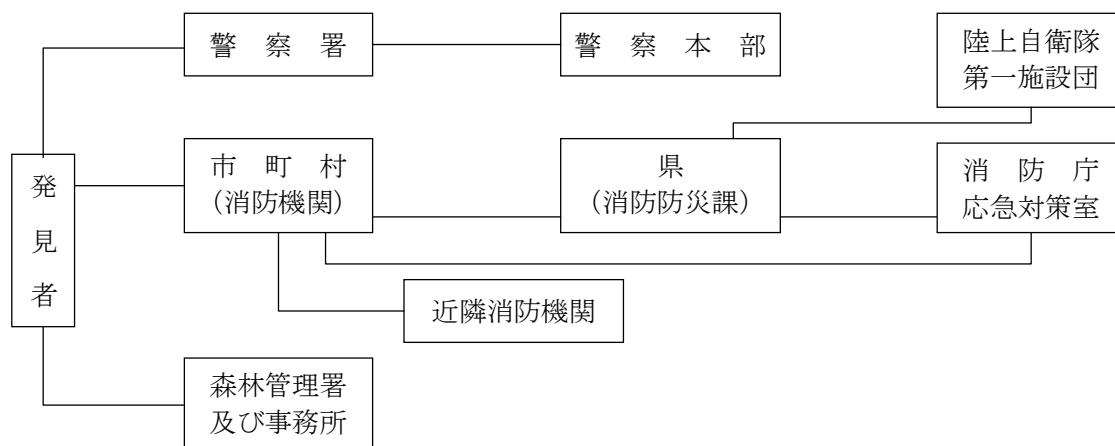 警察署
警察本部
陸上自衛隊
第一施設団
発見者
市町村
(消防機関)
県
(消防防災課)
消防庁
応急対策室
近隣消防機関
森林管理署
及び事務所